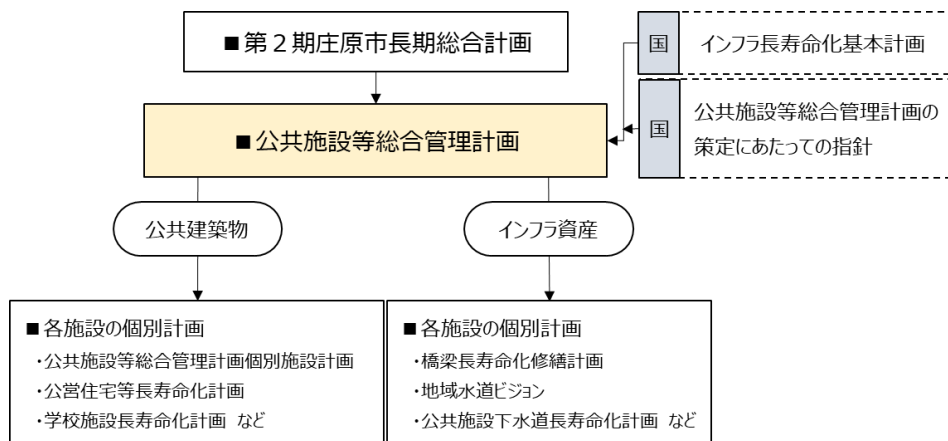 ■第２期庄原市長期総合計画
国
インフラ長寿命化基本計画
■公共施設等総合管理計画
国
公共施設等総合管理計画の
策定にあたっての指針
公共建築物
インフラ資産
■各施設の個別計画
・公共施設等総合管理計画個別施設計画
・公営住宅等長寿命化計画
・学校施設長寿命化計画 など
■各施設の個別計画
・橋梁長寿命化修繕計画
・地域水道ビジョン
・公共施設下水道長寿命化計画 など